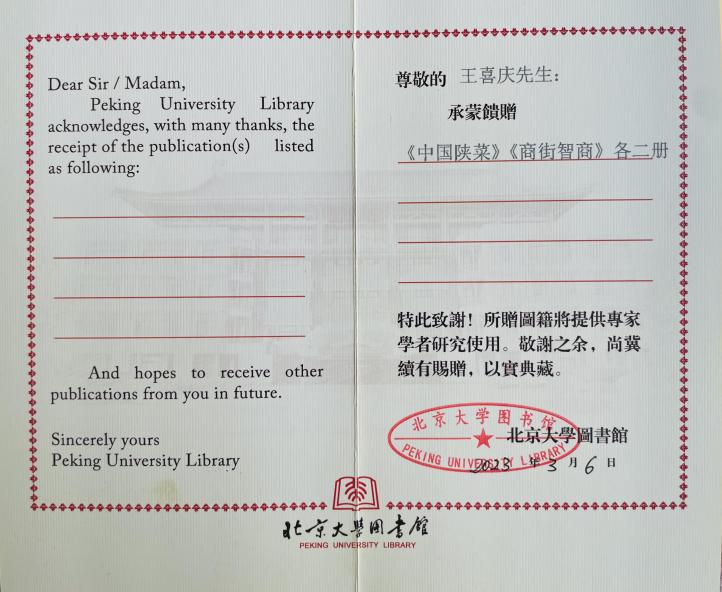 Dear Sir / Madam,
Peking University Library
acknowledges, with many thanks, the
receipt of the publication(s) listed
as following:
And hopes to receive other
publications from you in future.
Sincerely yours
Peking University Library
尊敬的 王喜庆先生：
承蒙饋贈
《中国陕菜》《商街智商》各二册
特此致謝！所贈圖籍將提供專家
學者研究使用。敬謝之余，尚冀
續有賜贈，以實典藏。
北京大学图书馆
PEKING UNIVERSITY LIBRARY
北京大學圖書館
2023 年 3 月 6 日
北京大學圖書館
PEKING UNIVERSITY LIBRARY